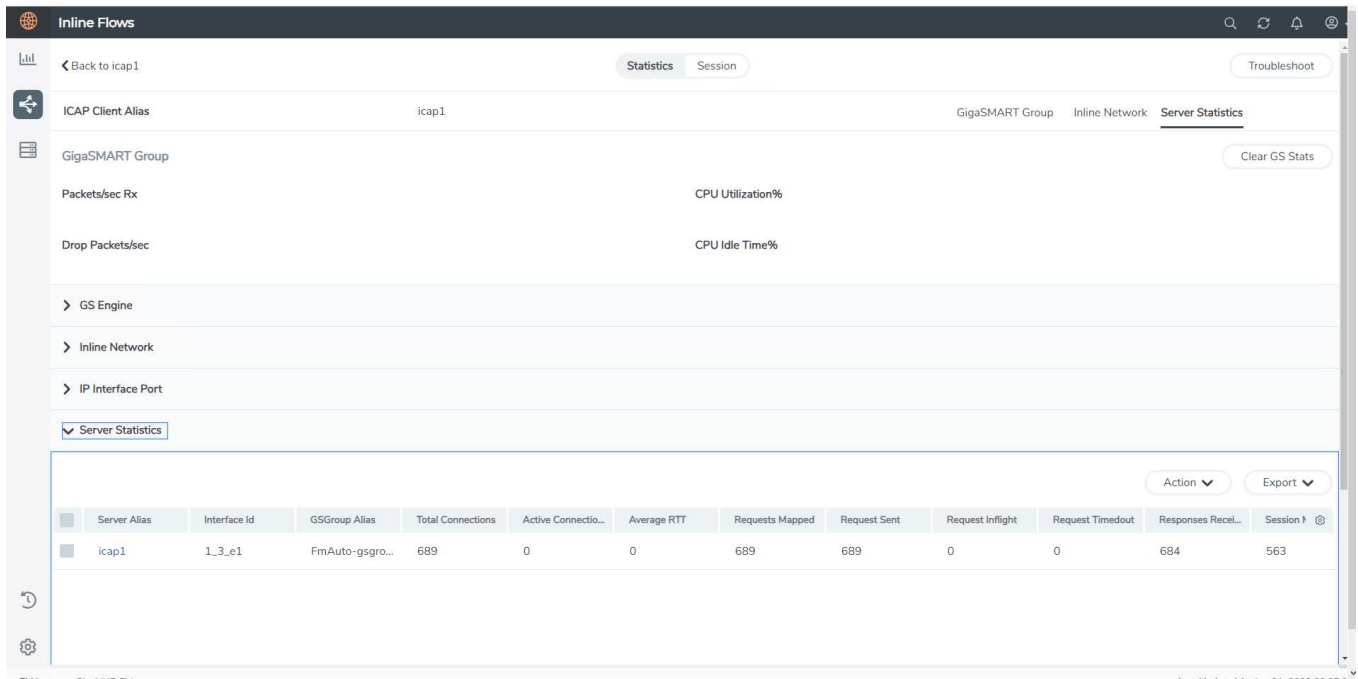 Inline Flows
Back to icap1
Statistics Session
Troubleshoot
ICAP Client Alias icap1 GigaSMART Group Inline Network Server Statistics
GigaSMART Group Clear GS Stats
Packets/sec Rx CPU Utilization%
Drop Packets/sec CPU Idle Time%
GS Engine
Inline Network
IP Interface Port
Server Statistics
Action Export
Server Alias Interface Id GSGroup Alias Total Connections Active Connectio... Average RTT Requests Mapped Request Sent Request Inflight Request Timedout Responses Recei... Session
icap1 1_3_e1 FmAuto-gsgro... 689 0 0 689 689 0 0 684 563